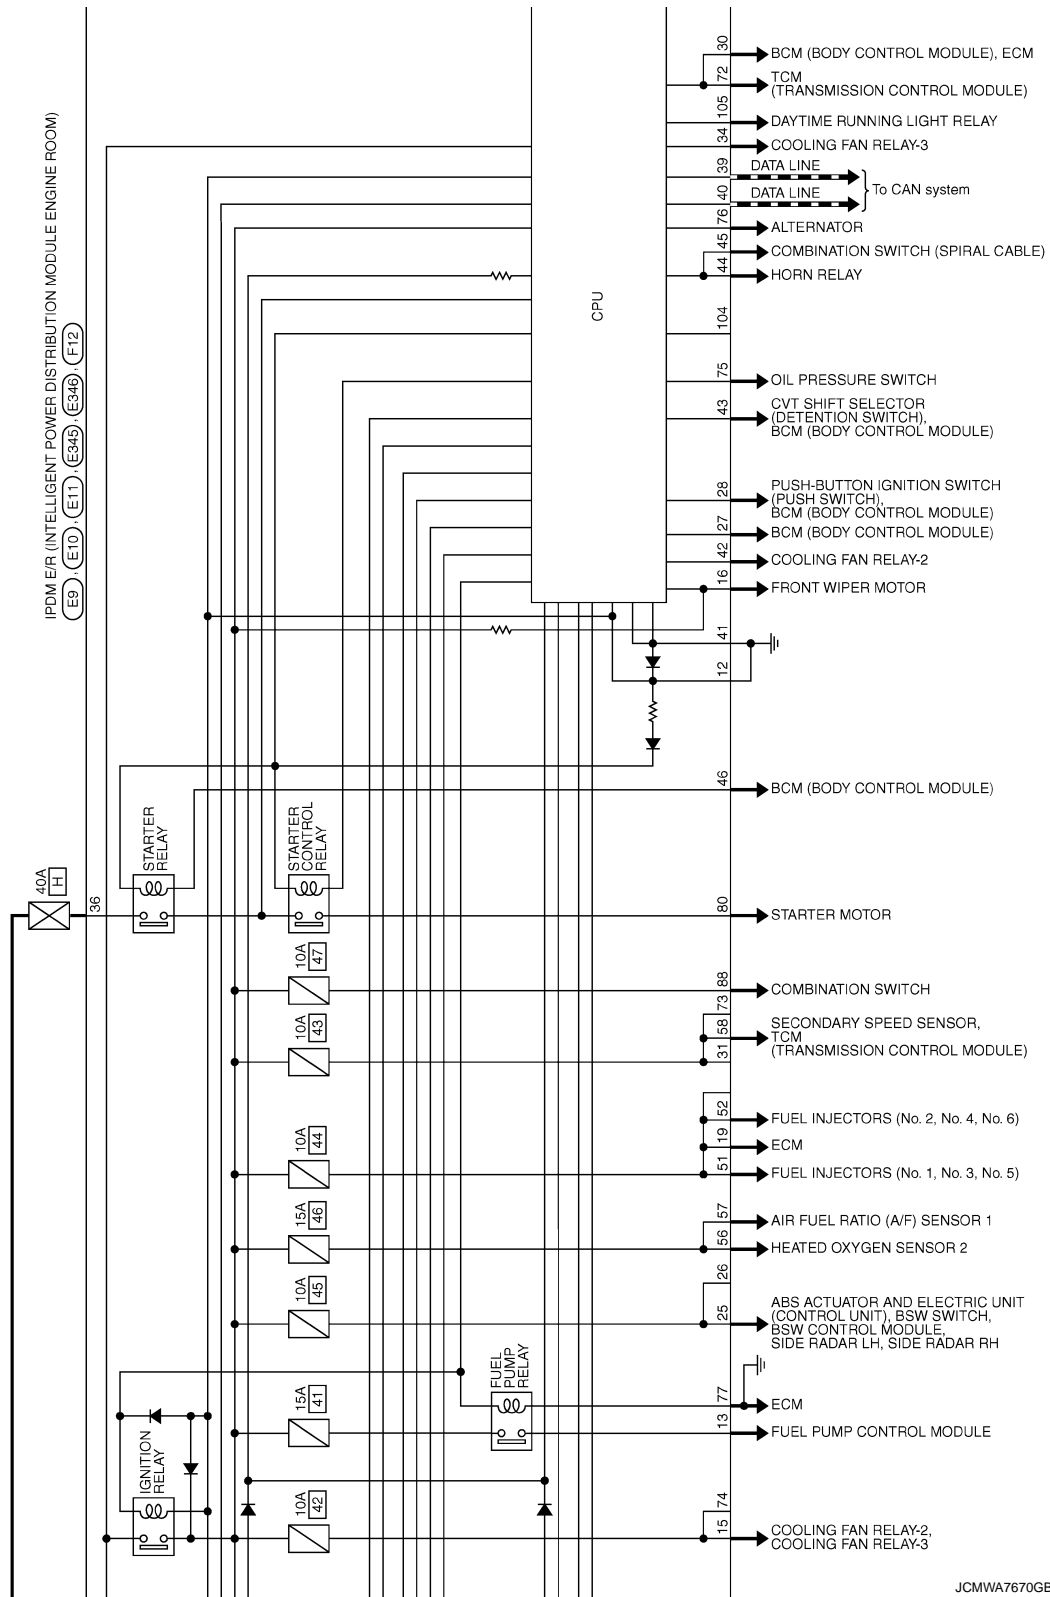 30
BCM (BODY CONTROL MODULE), ECM
72
TCM
(TRANSMISSION CONTROL MODULE)
105
DAYTIME RUNNING LIGHT RELAY
34
COOLING FAN RELAY-3
39
DATA LINE
40
DATA LINE
To CAN system
76
ALTERNATOR
45
COMBINATION SWITCH (SPIRAL CABLE)
44
HORN RELAY
CPU
104
75
OIL PRESSURE SWITCH
43
CVT SHIFT SELECTOR
(DETENTION SWITCH),
BCM (BODY CONTROL MODULE)
28
PUSH-BUTTON IGNITION SWITCH
(PUSH SWITCH),
BCM (BODY CONTROL MODULE)
27
BCM (BODY CONTROL MODULE)
42
COOLING FAN RELAY-2
16
FRONT WIPER MOTOR
IPDM E/R (INTELLIGENT POWER DISTRIBUTION MODULE ENGINE ROOM)
E9 , E10 , E11 , E345 , E346 , F12
41
12
46
BCM (BODY CONTROL MODULE)
STARTER
RELAY
STARTER
CONTROL
RELAY
40A
H
36
80
STARTER MOTOR
10A
47
88
COMBINATION SWITCH
10A
43
73
58
31
SECONDARY SPEED SENSOR,
TCM
(TRANSMISSION CONTROL MODULE)
10A
44
52
FUEL INJECTORS (No. 2, No. 4, No. 6)
19
ECM
51
FUEL INJECTORS (No. 1, No. 3, No. 5)
15A
46
57
AIR FUEL RATIO (A/F) SENSOR 1
56
HEATED OXYGEN SENSOR 2
10A
45
26
25
ABS ACTUATOR AND ELECTRIC UNIT
(CONTROL UNIT), BSW SWITCH,
BSW CONTROL MODULE,
SIDE RADAR LH, SIDE RADAR RH
FUEL
PUMP
RELAY
15A
41
77
ECM
13
FUEL PUMP CONTROL MODULE
IGNITION
RELAY
10A
42
74
15
COOLING FAN RELAY-2,
COOLING FAN RELAY-3
JCMWA7670GB